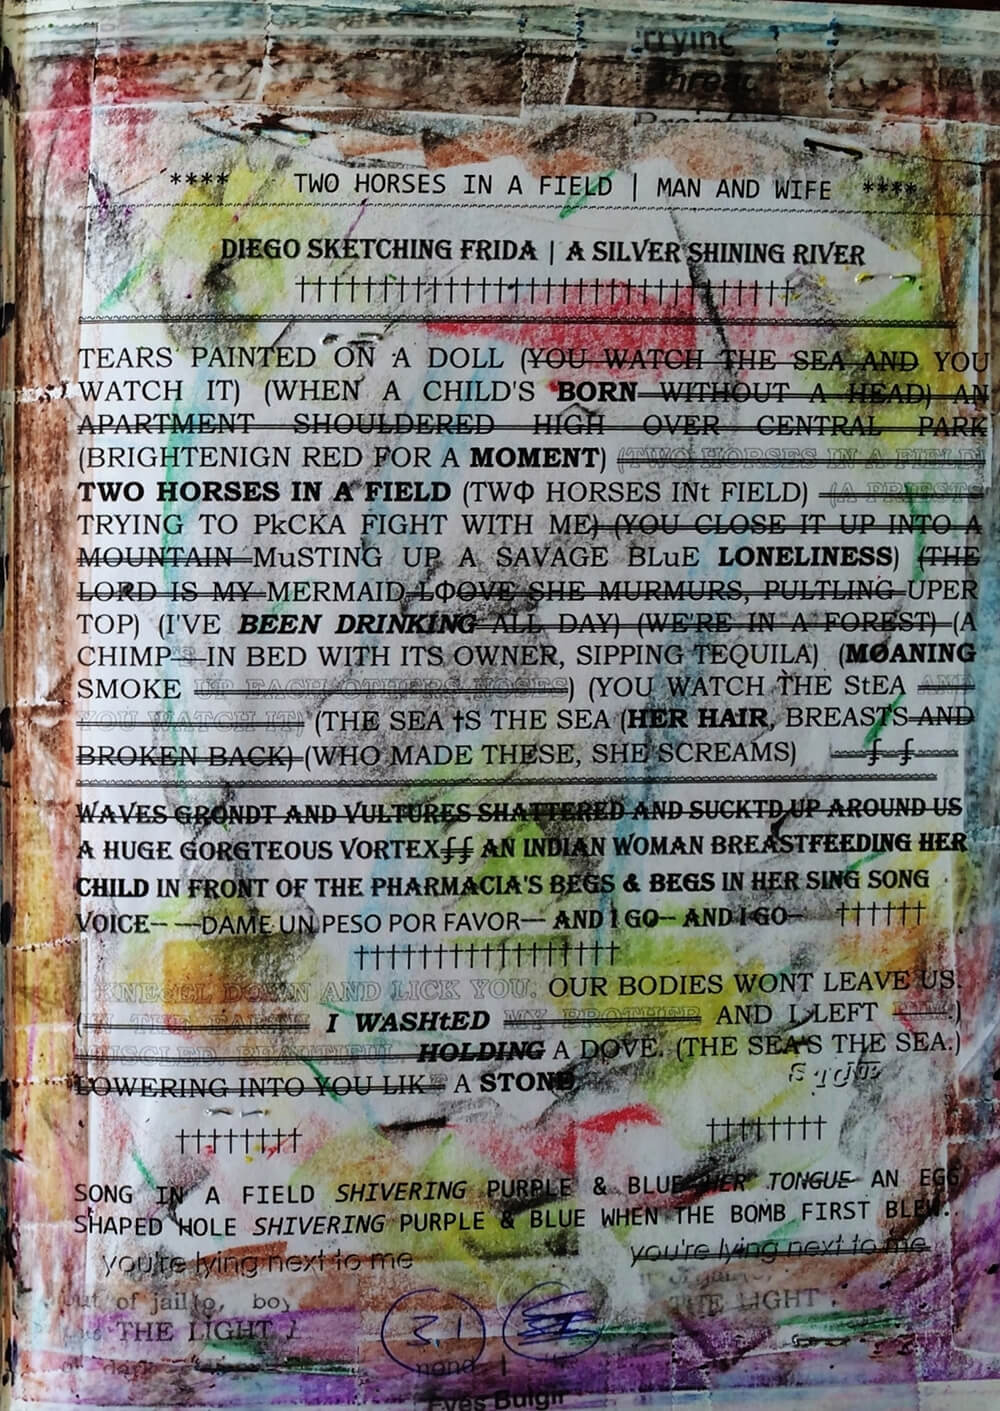 rryinc
**** TWO HORSES IN A FIELD | MAN AND WIFE ****
DIEGO SKETCHING FRIDA | A SILVER SHINING RIVER
††††††††††††††††††††††††††††††
TEARS PAINTED ON A DOLL (YOU WATCH THE SEA AND YOU
WATCH IT) (WHEN A CHILD'S BORN WITHOUT A HEAD) AN
APARTMENT SHOULDERED HIGH OVER CENTRAL PARK
(BRIGHTENIGN RED FOR A MOMENT) (TWO HORSES IN A FIELD)
TWO HORSES IN A FIELD (TWΦ HORSES INt FIELD) (A PRIESTS
TRYING TO PkCKA FIGHT WITH ME) (YOU CLOSE IT UP INTO A
MOUNTAIN MuSTING UP A SAVAGE BLuE LONELINESS) (THE
LORD IS MY MERMAID LΦOVE SHE MURMURS, PULTLING UPER
TOP) (I'VE BEEN DRINKING ALL DAY) (WE'RE IN A FOREST) (A
CHIMP IN BED WITH ITS OWNER, SIPPING TEQUILA) (MØANING
SMOKE UP EACH OTHERS NOSES) (YOU WATCH THE StEA AND
YOU WATCH IT) (THE SEA †S THE SEA (HER HAIR, BREASTS AND
BROKEN BACK) (WHO MADE THESE, SHE SCREAMS) ƒ ƒ
WAVES GRONDT AND VULTURES SHATTERED AND SUCKTD UP AROUND US
A HUGE GORGTEOUS VORTEXƒƒ AN INDIAN WOMAN BREASTFEEDING HER
CHILD IN FRONT OF THE PHARMACIA'S BEGS & BEGS IN HER SING SONG
VOICE– —DAME UN PESO POR FAVOR— AND I GO– AND I GO– ††††††
††††††††††††††††††
I KNEEL DOWN AND LICK YOU. OUR BODIES WONT LEAVE US.
(IN THE EARTH I WASHtED MY BROTHER AND I LEFT .)
MUSCLED BEAUTIFUL HOLDING A DOVE. (THE SEA'S THE SEA.)
LOWERING INTO YOU LIK A STONE
†††††††† ††††††††
SONG IN A FIELD SHIVERING PURPLE & BLUE HER TONGUE AN EGG
SHAPED HOLE SHIVERING PURPLE & BLUE WHEN THE BOMB FIRST BLEW..
you're lying next to me you're lying next to me
out of jail to, boy
THE LIGHT THE LIGHT
3.1
Eyes Bulgin